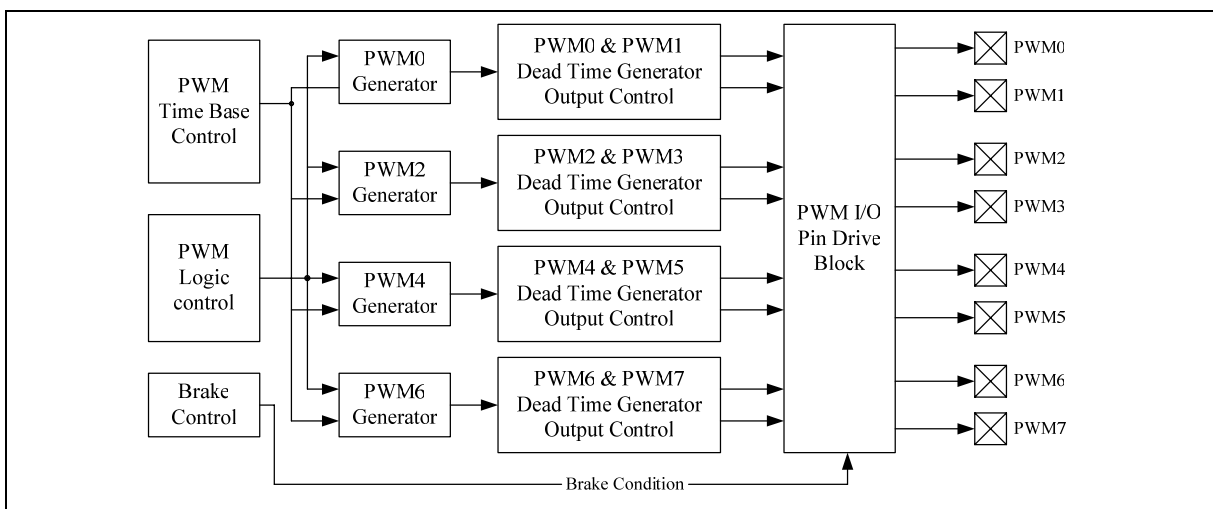 PWM
Time Base
Control
PWM
Logic
control
Brake
Control
PWM0
Generator
PWM2
Generator
PWM4
Generator
PWM6
Generator
PWM0 & PWM1
Dead Time Generator
Output Control
PWM2 & PWM3
Dead Time Generator
Output Control
PWM4 & PWM5
Dead Time Generator
Output Control
PWM6 & PWM7
Dead Time Generator
Output Control
PWM I/O
Pin Drive
Block
PWM0
PWM1
PWM2
PWM3
PWM4
PWM5
PWM6
PWM7
Brake Condition